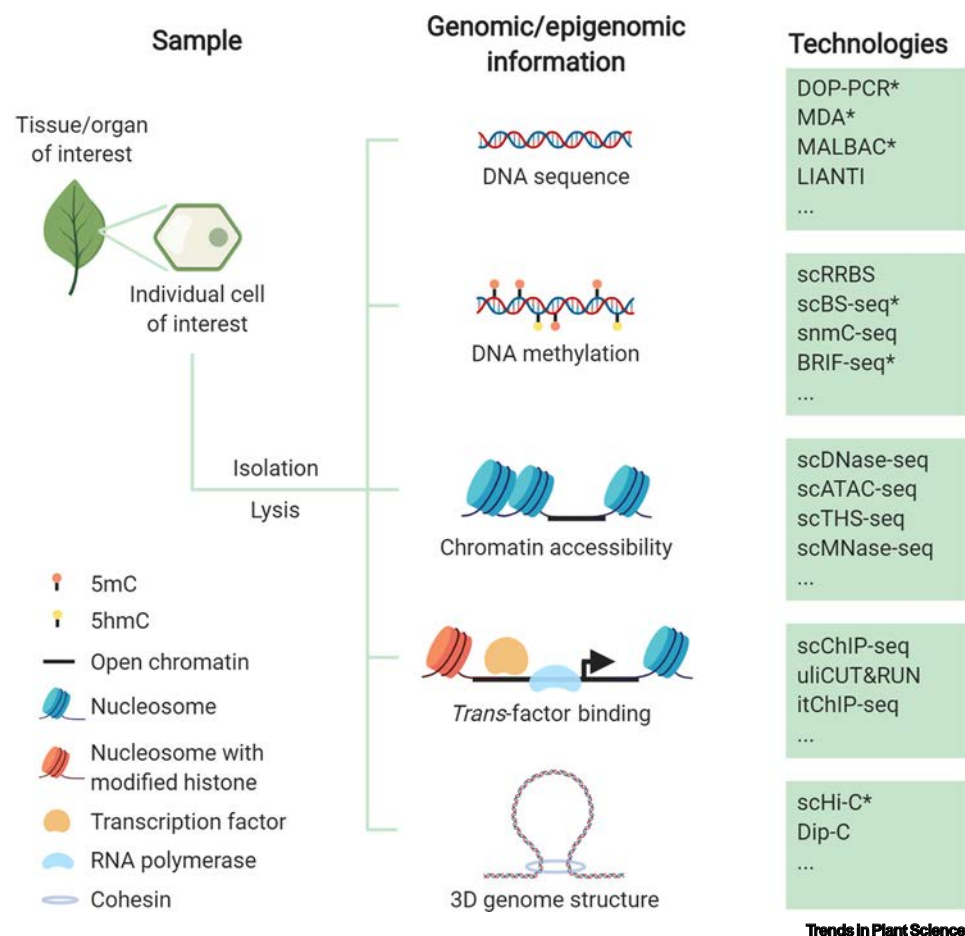 Sample
Genomic/epigenomic
information
Technologies
Tissue/organ
of interest
Individual cell
of interest
Isolation
Lysis
DNA sequence
DOP-PCR*
MDA*
MALBAC*
LIANTI
...
DNA methylation
scRRBS
scBS-seq*
snmC-seq
BRIF-seq*
...
Chromatin accessibility
scDNase-seq
scATAC-seq
scTHS-seq
scMNase-seq
...
Trans-factor binding
scChIP-seq
uliCUT&RUN
itChIP-seq
...
3D genome structure
scHi-C*
Dip-C
...
5mC
5hmC
Open chromatin
Nucleosome
Nucleosome with
modified histone
Transcription factor
RNA polymerase
Cohesin
Trends in Plant Science